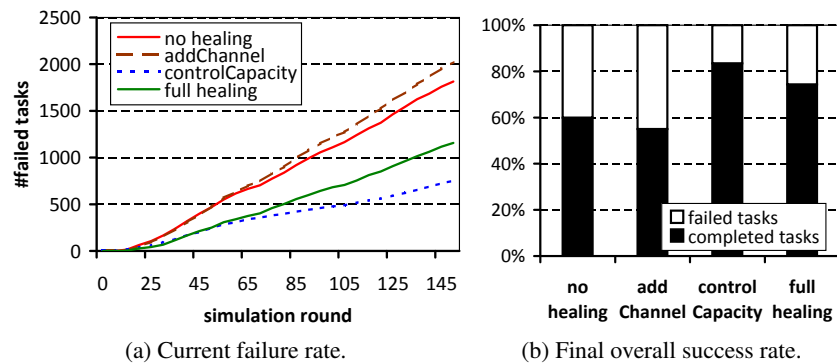 #failed tasks
2500
2000
1500
1000
500
0
no healing
addChannel
controlCapacity
full healing
0 25 45 65 85 105 125 145
simulation round
(a) Current failure rate.
100%
80%
60%
40%
20%
0%
failed tasks
completed tasks
no healing
add Channel
control Capacity
full healing
(b) Final overall success rate.